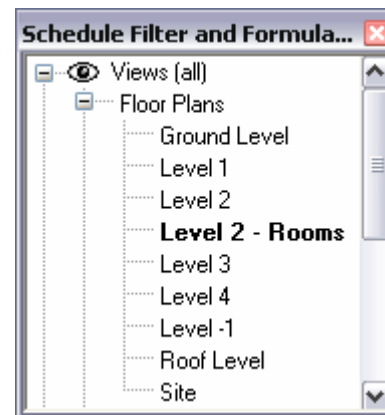 Schedule Filter and Formula...
Views (all)
Floor Plans
Ground Level
Level 1
Level 2
Level 2 - Rooms
Level 3
Level 4
Level -1
Roof Level
Site